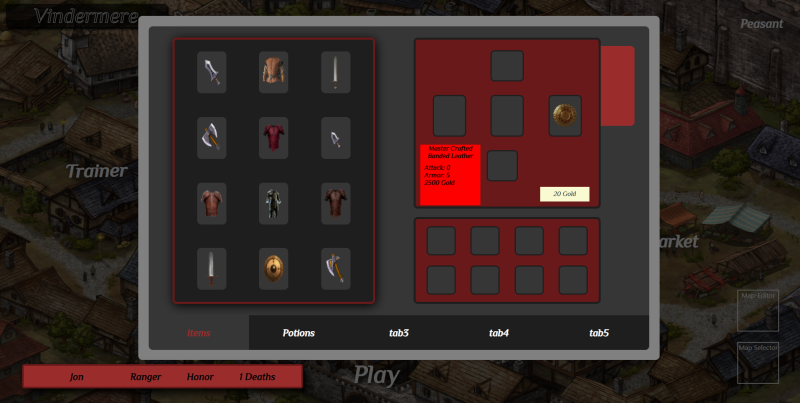 Vindermere
Peasant
Trainer
Master Crafted
Banded Leather
Attack: 0
Armor: 5
2500 Gold
20 Gold
arket
Map-Editor
Map Selector
Items
Potions
tab3
tab4
tab5
Jon
Ranger
Honor
1 Deaths
Play